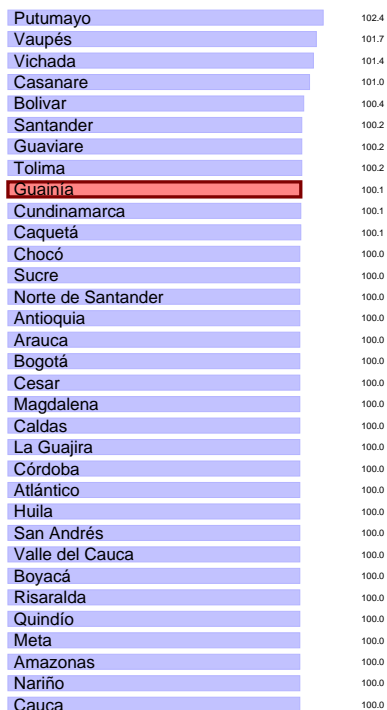 Putumayo 102.4
Vaupés 101.7
Vichada 101.4
Casanare 101.0
Bolivar 100.4
Santander 100.2
Guaviare 100.2
Tolima 100.2
Guainía 100.1
Cundinamarca 100.1
Caquetá 100.1
Chocó 100.0
Sucre 100.0
Norte de Santander 100.0
Antioquia 100.0
Arauca 100.0
Bogotá 100.0
Cesar 100.0
Magdalena 100.0
Caldas 100.0
La Guajira 100.0
Córdoba 100.0
Atlántico 100.0
Huila 100.0
San Andrés 100.0
Valle del Cauca 100.0
Boyacá 100.0
Risaralda 100.0
Quindío 100.0
Meta 100.0
Amazonas 100.0
Nariño 100.0
Cauca 100.0